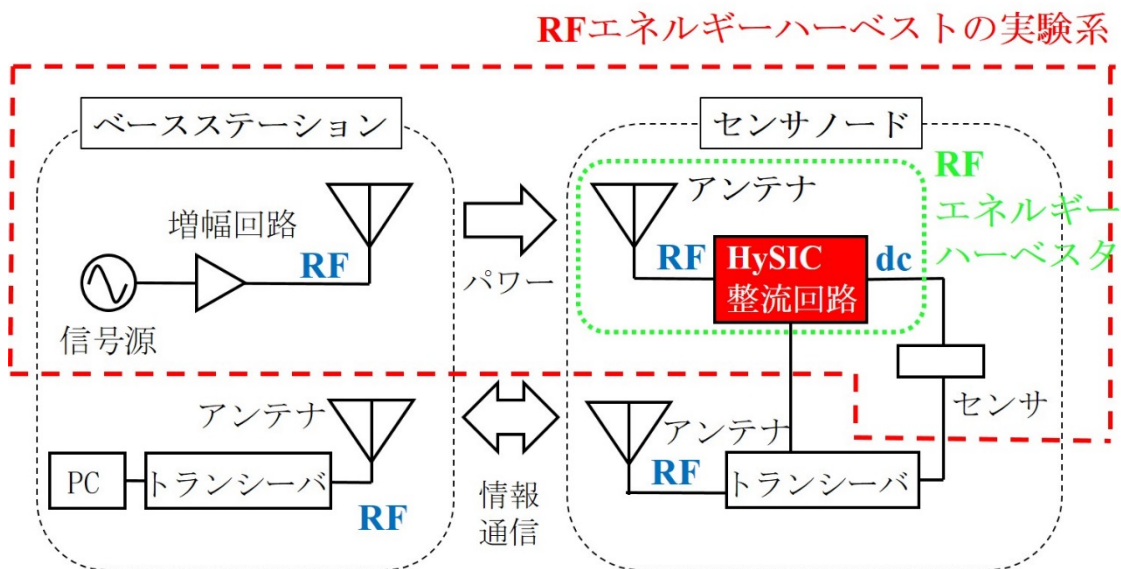 RFエネルギーハーベストの実験系
ベースステーション
センサノード
増幅回路
RF
信号源
パワー
アンテナ
RF
HySIC
整流回路
dc
RF
エネルギー
ハーベスタ
センサ
アンテナ
PC
トランシーバ
RF
情報
通信
アンテナ
RF
トランシーバ